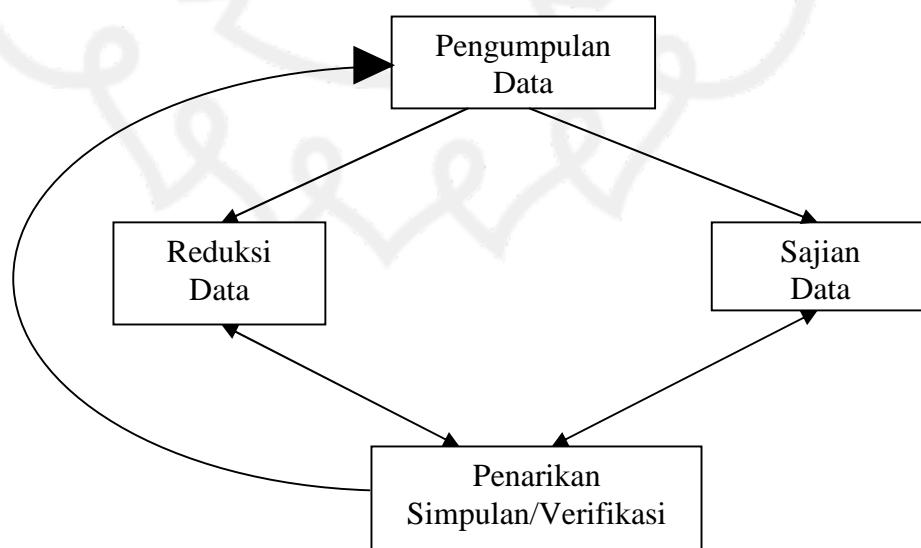 Pengumpulan
Data
Reduksi
Data
Sajian
Data
Penarikan
Simpulan/Verifikasi